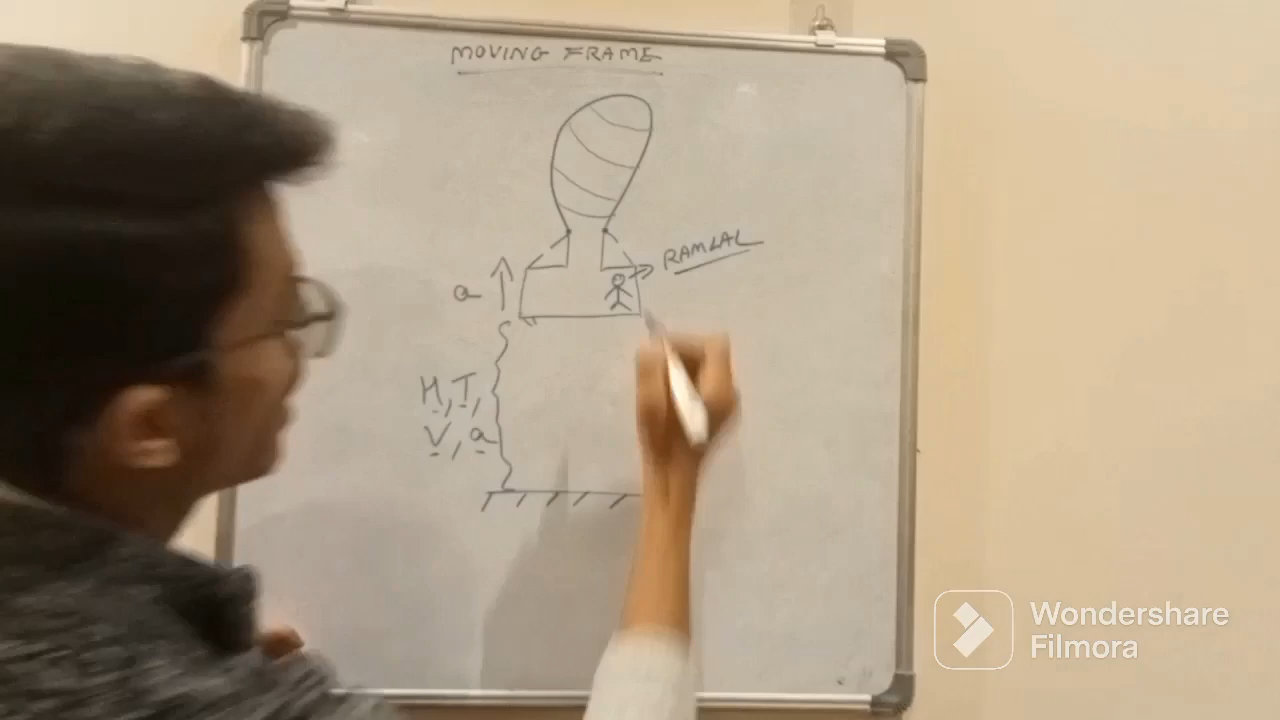 MOVING FRAME
RAMLAL
a
H, T,
V, a
Wondershare
Filmora